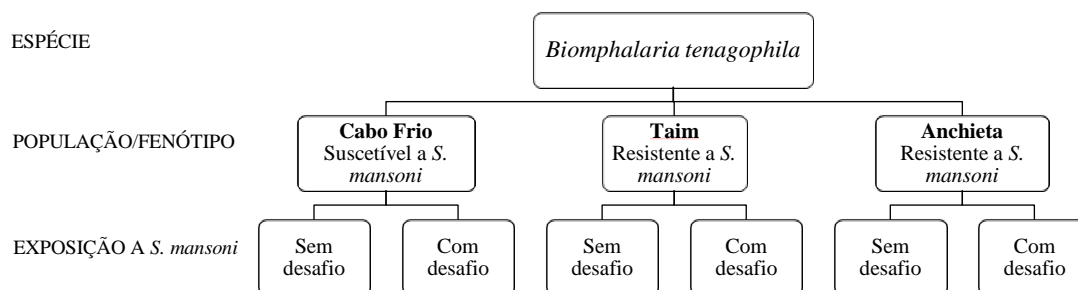 ESPÉCIE
Biomphalaria tenagophila
POPULAÇÃO/FENÓTIPO
Cabo Frio
Suscetível a S.
mansoni
Taim
Resistente a S.
mansoni
Anchieta
Resistente a S.
mansoni
EXPOSIÇÃO A S. mansoni
Sem
desafio
Com
desafio
Sem
desafio
Com
desafio
Sem
desafio
Com
desafio